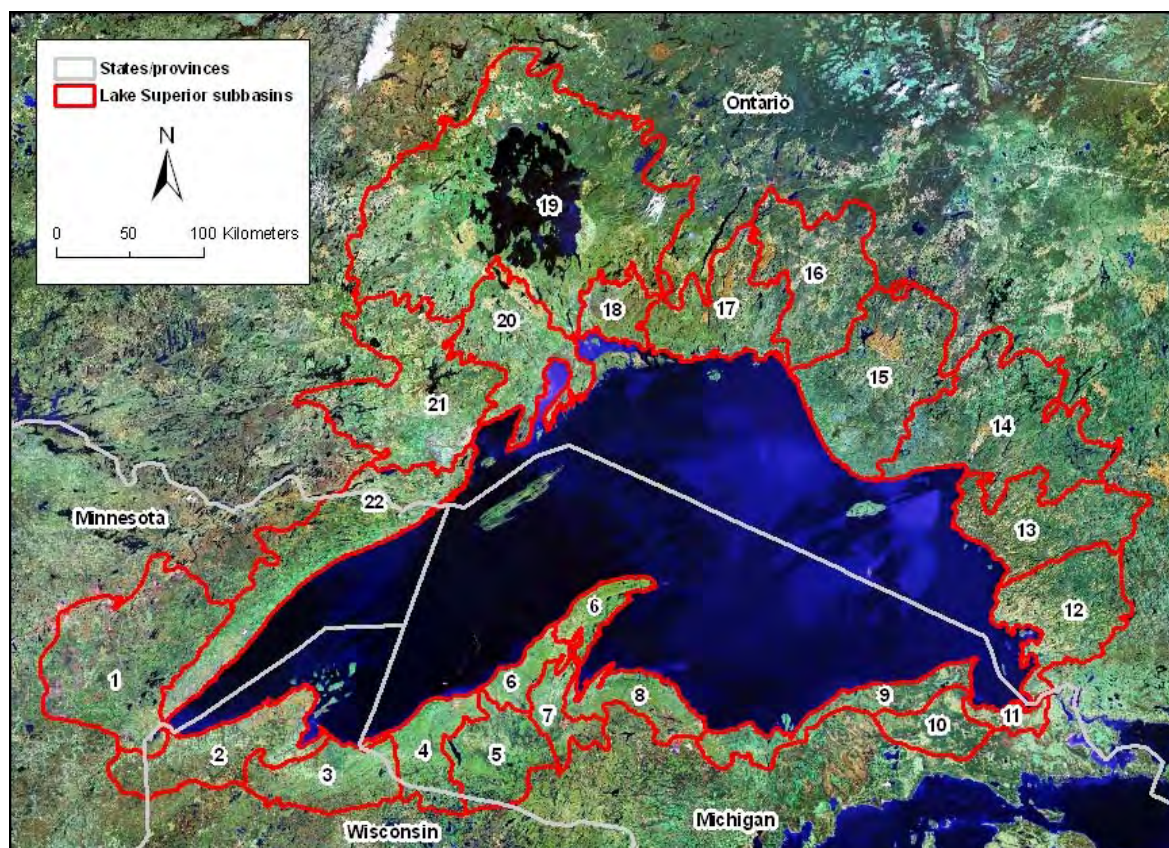 States/provinces
Lake Superior subbasins
N
0 50 100 Kilometers
Ontario
19
16
18
17
20
15
21
14
22
Minnesota
13
6
12
1
6
8
9
7
10
11
2
4
5
3
Wisconsin
Michigan